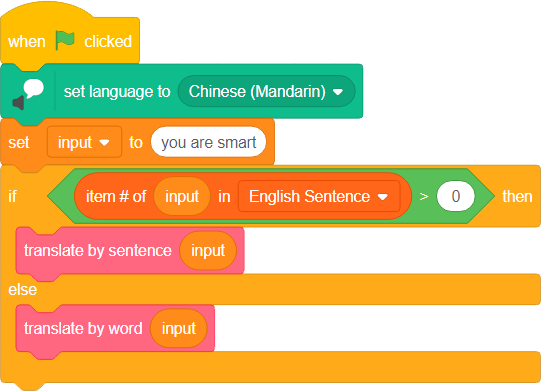 when clicked
set language to Chinese (Mandarin)
set input to you are smart
if item # of input in English Sentence > 0 then
translate by sentence input
else
translate by word input